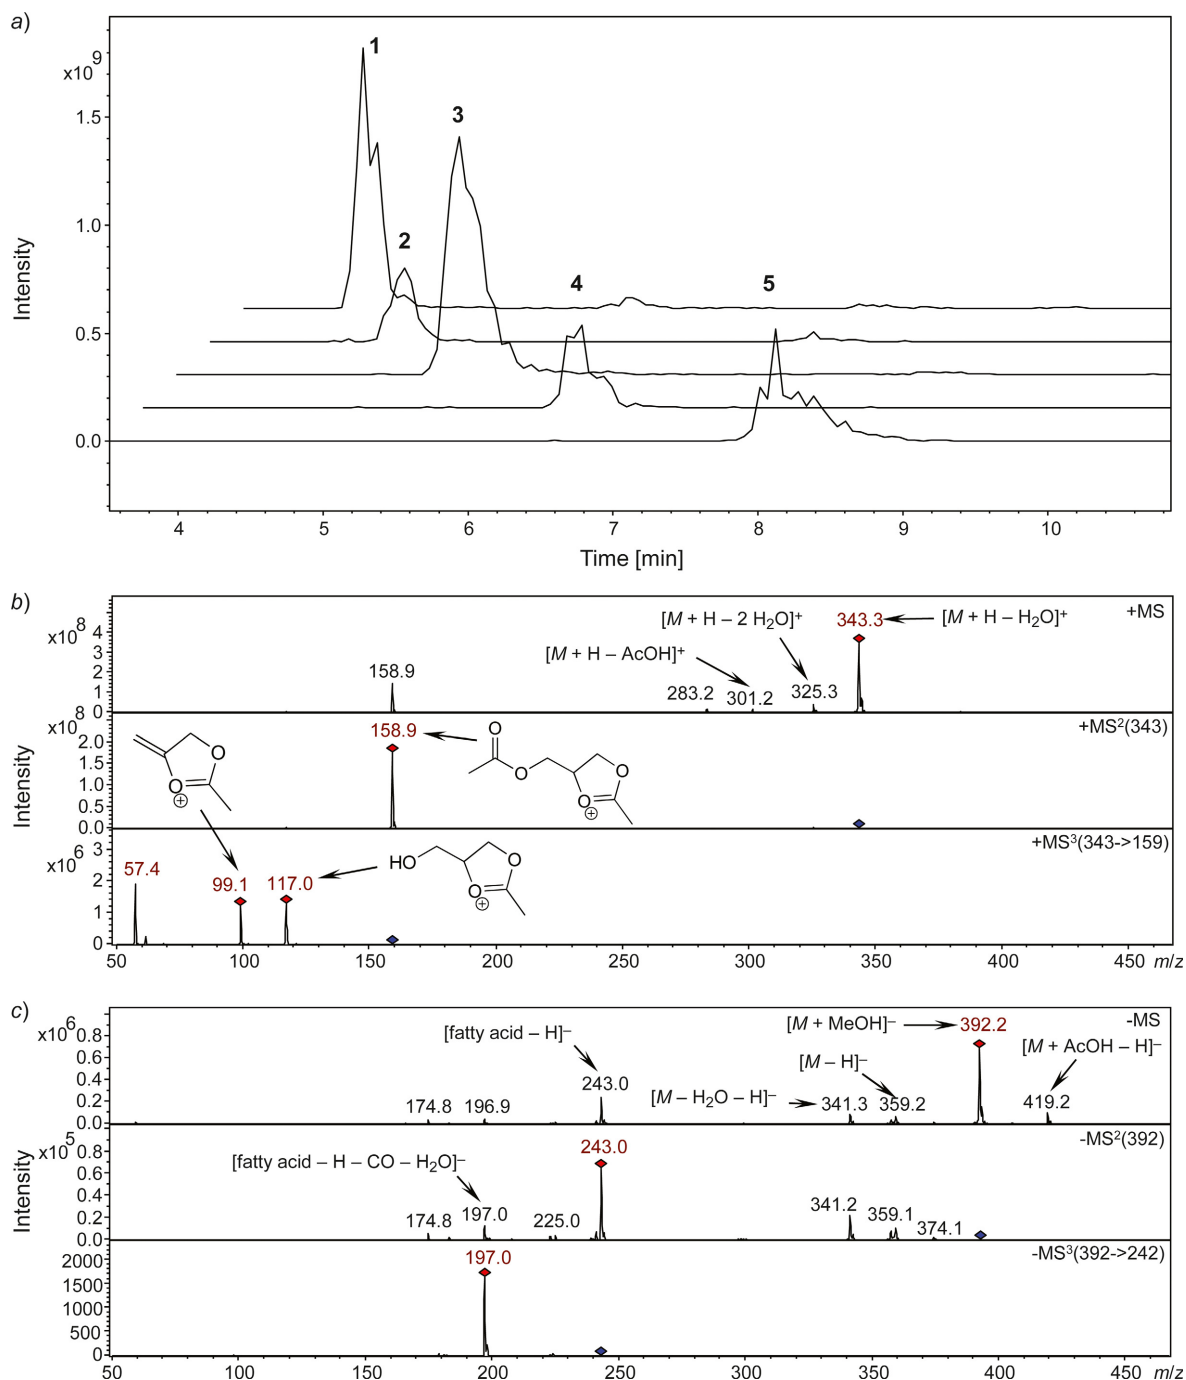 a)
x10^9
1
2
3
4
5
1.5
1.0
0.5
0.0
Intensity
4 5 6 7 8 9 10
Time [min]
b)
+MS
x10^8
4
3
2
1
0
158.9
283.2
301.2
325.3
343.3
[M + H – AcOH]+
[M + H – 2 H2O]+
[M + H – H2O]+
+MS2(343)
x10^8
2.0
1.5
1.0
0.5
0.0
158.9
O
O
O
O
⊕
O
O
⊕
Intensity
+MS3(343->159)
x10^6
3
2
1
0
57.4
99.1
117.0
HO
O
O
⊕
50 100 150 200 250 300 350 400 450 m/z
c)
-MS
x10^6
0.8
0.6
0.4
0.2
0.0
[fatty acid – H]–
[M + MeOH]–
[M – H]–
[M + AcOH – H]–
[M – H2O – H]–
174.8
196.9
243.0
341.3
359.2
392.2
419.2
-MS2(392)
x10^5
0.8
0.6
0.4
0.2
0.0
[fatty acid – H – CO – H2O]–
174.8
197.0
225.0
243.0
341.2
359.1
374.1
Intensity
-MS3(392->242)
2000
1500
1000
500
0
197.0
50 100 150 200 250 300 350 400 450 m/z